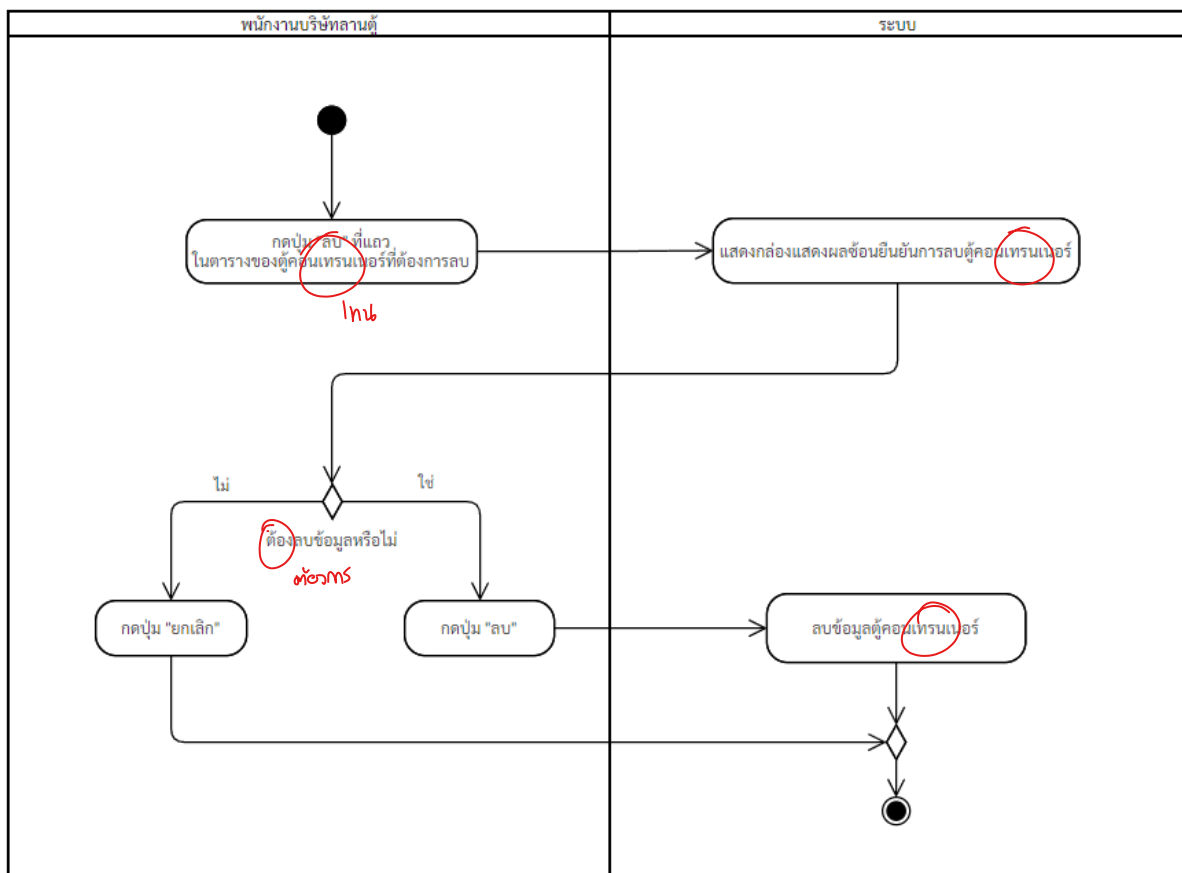 พนักงานบริษัทลานตู้
ระบบ
กดปุ่ม "ลบ" ที่แถว
ในตารางของตู้คอนเทรนเนอร์ที่ต้องการลบ
แสดงกล่องแสดงผลซ้อนยืนยันการลบตู้คอนเทรนเนอร์
เทน
ไม่
ใช่
ต้องลบข้อมูลหรือไม่
ต้องการ
กดปุ่ม "ยกเลิก"
กดปุ่ม "ลบ"
ลบข้อมูลตู้คอนเทรนเนอร์